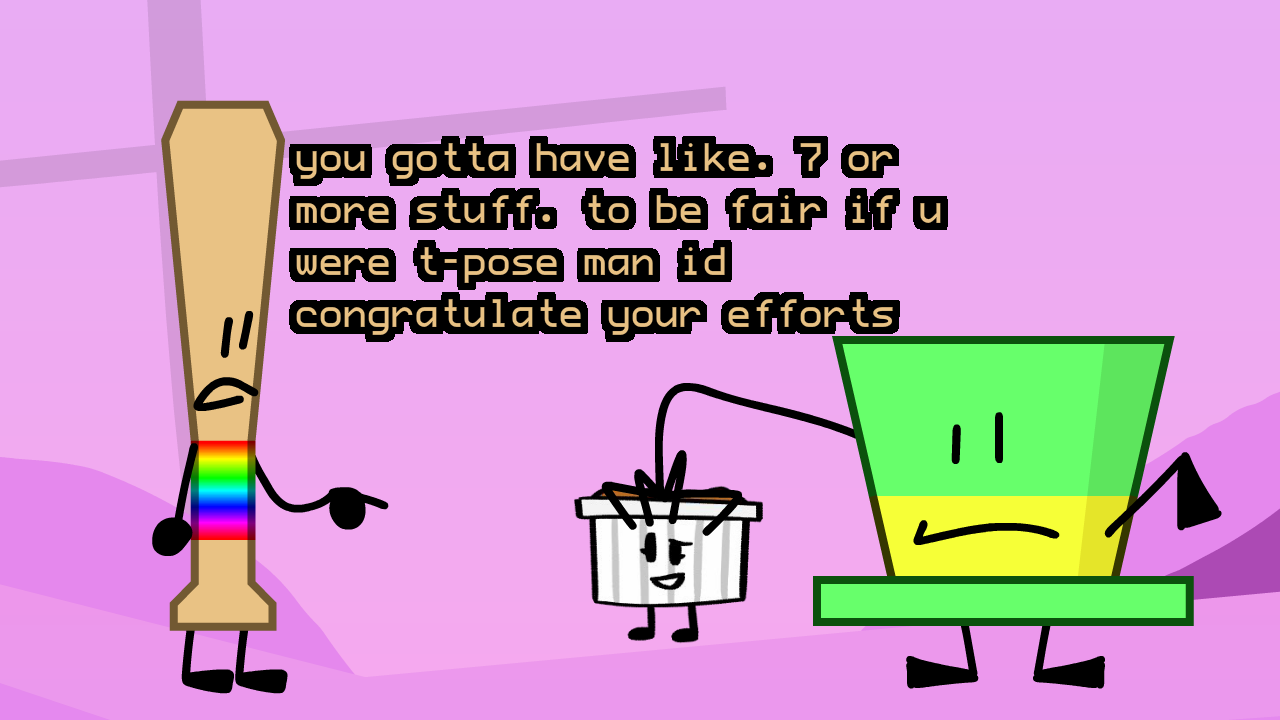 you gotta have like. 7 or
more stuff. to be fair if u
were t-pose man id
congratulate your efforts